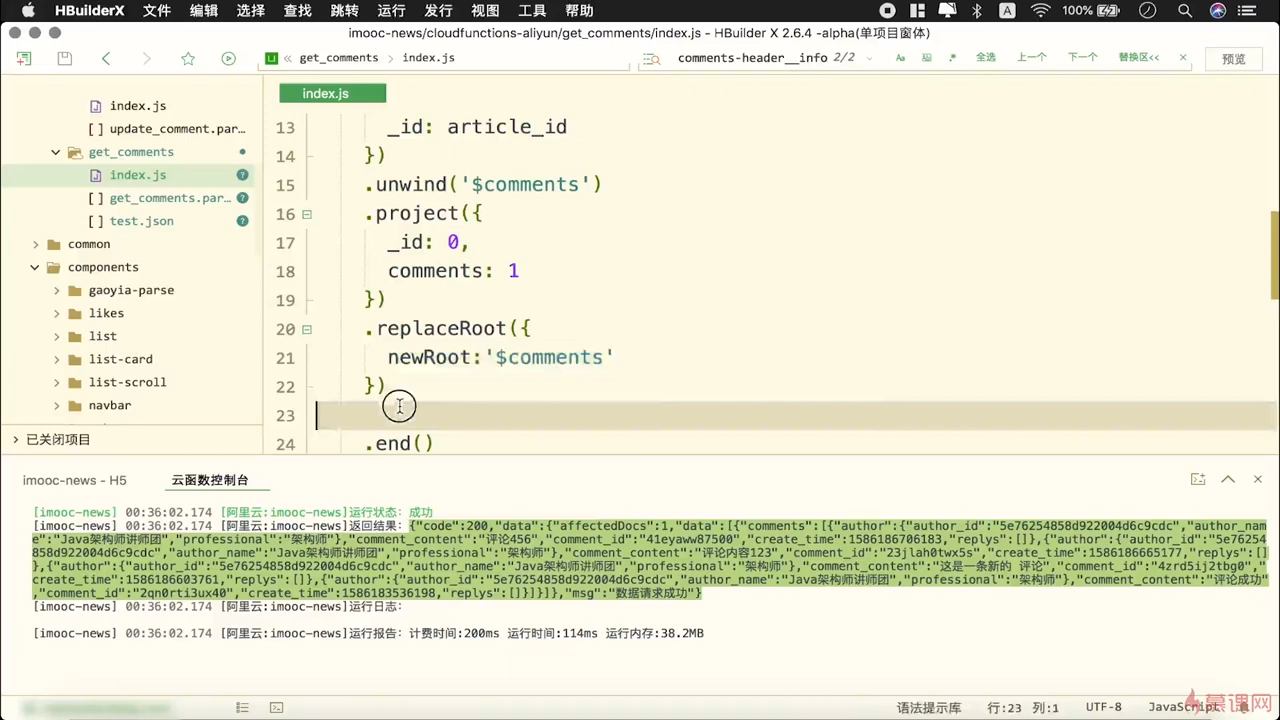 HBuilderX 文件 编辑 选择 查找 跳转 运行 发行 视图 工具 帮助 A 100%
imooc-news/cloudfunctions-aliyun/get_comments/index.js - HBuilder X 2.6.4 -alpha(单项目窗体)
get_comments index.js comments-header__info 2/2 Aa .* 全选 上一个 下一个 替换区<< 预览
index.js
update_comment.par...
get_comments
index.js
get_comments.par...
test.json
common
components
gaoyia-parse
likes
list
list-card
list-scroll
navbar
已关闭项目
index.js
13 _id: article_id
14 })
15 .unwind('$comments')
16 .project({
17 _id: 0,
18 comments: 1
19 })
20 .replaceRoot({
21 newRoot:'$comments'
22 })
23
24 .end()
imooc-news - H5 云函数控制台
[imooc-news] 00:36:02.174 [阿里云:imooc-news]运行状态: 成功
[imooc-news] 00:36:02.174 [阿里云:imooc-news]返回结果: {"code":200,"data":{"affectedDocs":1,"data":[{"comments":[{"author":{"author_id":"5e76254858d922004d6c9cdc","author_na
me":"Java架构师讲师团","professional":"架构师"},"comment_content":"评论456","comment_id":"41eyaww87500","create_time":1586186706183,"replys":[]},{"author":{"author_id":"5e76254
858d922004d6c9cdc","author_name":"Java架构师讲师团","professional":"架构师"},"comment_content":"评论内容123","comment_id":"23jlah0twx5s","create_time":1586186665177,"replys":[]
},{"author":{"author_id":"5e76254858d922004d6c9cdc","author_name":"Java架构师讲师团","professional":"架构师"},"comment_content":"这是一条新的 评论","comment_id":"4zrd5ij2tbg0","
create_time":1586186603761,"replys":[]},{"author":{"author_id":"5e76254858d922004d6c9cdc","author_name":"Java架构师讲师团","professional":"架构师"},"comment_content":"评论成功"
,"comment_id":"2qn0rti3ux40","create_time":1586183536198,"replys":[]}]}]},"msg":"数据请求成功"}
[imooc-news] 00:36:02.174 [阿里云:imooc-news]运行日志:
[imooc-news] 00:36:02.174 [阿里云:imooc-news]运行报告: 计费时间:200ms 运行时间:114ms 运行内存:38.2MB
语法提示库 行:23 列:1 UTF-8 JavaScript
慕课网